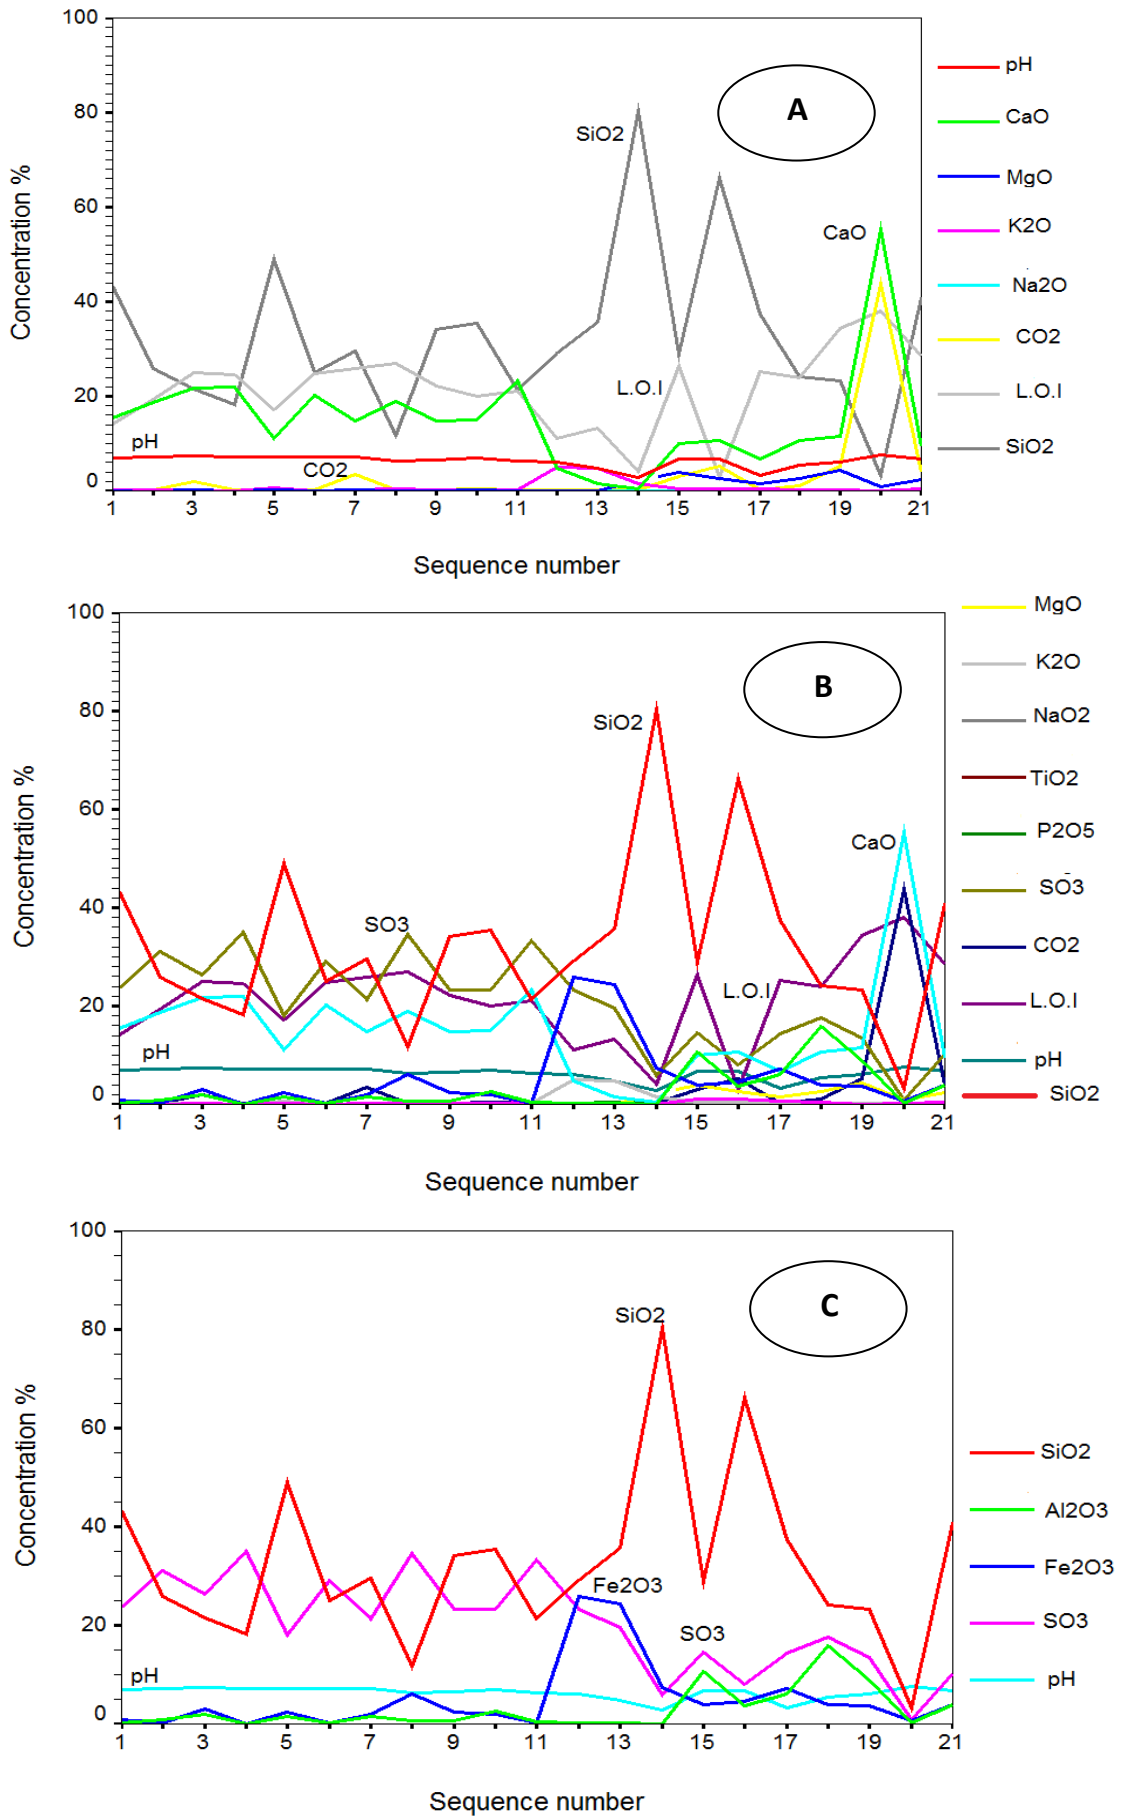 100
80
60
40
20
0
Concentration %
A
SiO2
CaO
L.O.I
pH
CO2
1 3 5 7 9 11 13 15 17 19 21
Sequence number
pH
CaO
MgO
K2O
Na2O
CO2
L.O.I
SiO2
100
80
60
40
20
0
Concentration %
B
SiO2
CaO
SO3
L.O.I
pH
1 3 5 7 9 11 13 15 17 19 21
Sequence number
MgO
K2O
NaO2
TiO2
P2O5
SO3
CO2
L.O.I
pH
SiO2
100
80
60
40
20
0
Concentration %
C
SiO2
Fe2O3
SO3
pH
1 3 5 7 9 11 13 15 17 19 21
Sequence number
SiO2
Al2O3
Fe2O3
SO3
pH